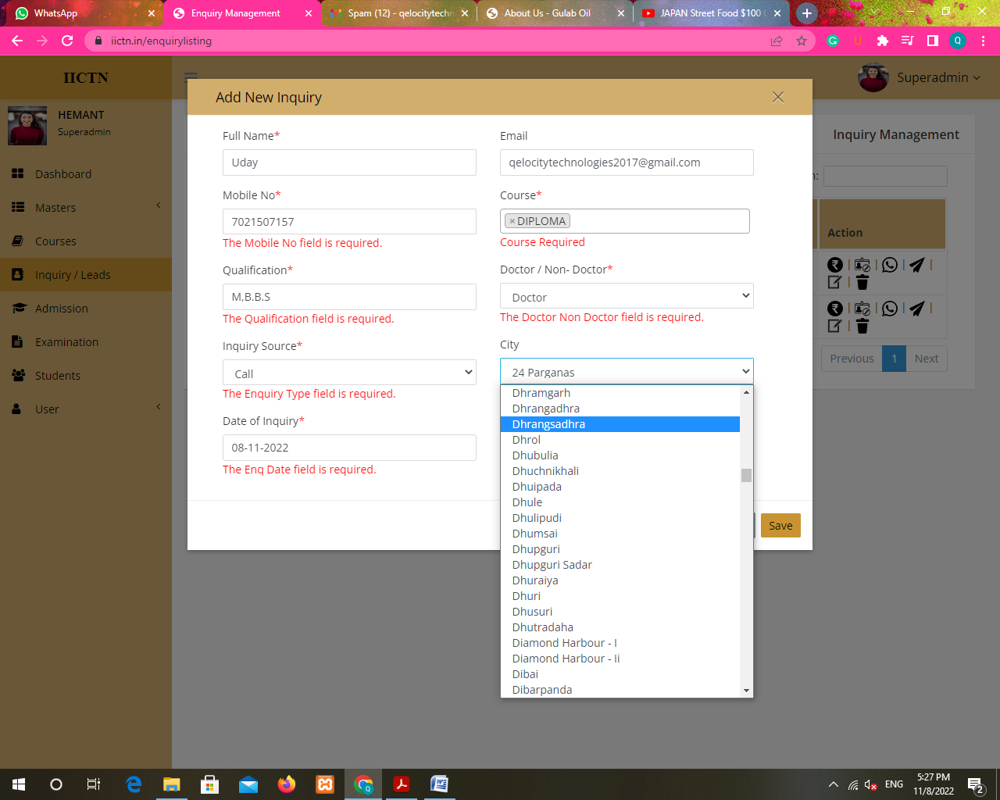 WhatsApp
Enquiry Management
Spam (12) - qelocitytechn
About Us - Gulab Oil
JAPAN Street Food $100
iictn.in/enquirylisting
G
U
Q
IICTN
Superadmin
HEMANT
Superadmin
Dashboard
Masters
Courses
Inquiry / Leads
Admission
Examination
Students
User
Inquiry Management
Action
Previous
1
Next
Add New Inquiry
Full Name*
Uday
Email
qelocitytechnologies2017@gmail.com
Mobile No*
7021507157
The Mobile No field is required.
Course*
×DIPLOMA
Course Required
Qualification*
M,B.B.S
The Qualification field is required.
Doctor / Non- Doctor*
Doctor
The Doctor Non Doctor field is required.
Inquiry Source*
Call
The Enquiry Type field is required.
City
24 Parganas
Date of Inquiry*
08-11-2022
The Enq Date field is required.
Dhramgarh
Dhrangadhra
Dhrangsadhra
Dhrol
Dhubulia
Dhuchnikhali
Dhuipada
Dhule
Dhulipudi
Dhumsai
Dhupguri
Dhupguri Sadar
Dhuraiya
Dhuri
Dhusuri
Dhutradaha
Diamond Harbour - I
Diamond Harbour - Ii
Dibai
Dibarpanda
Save
ENG
5:27 PM
11/8/2022
2